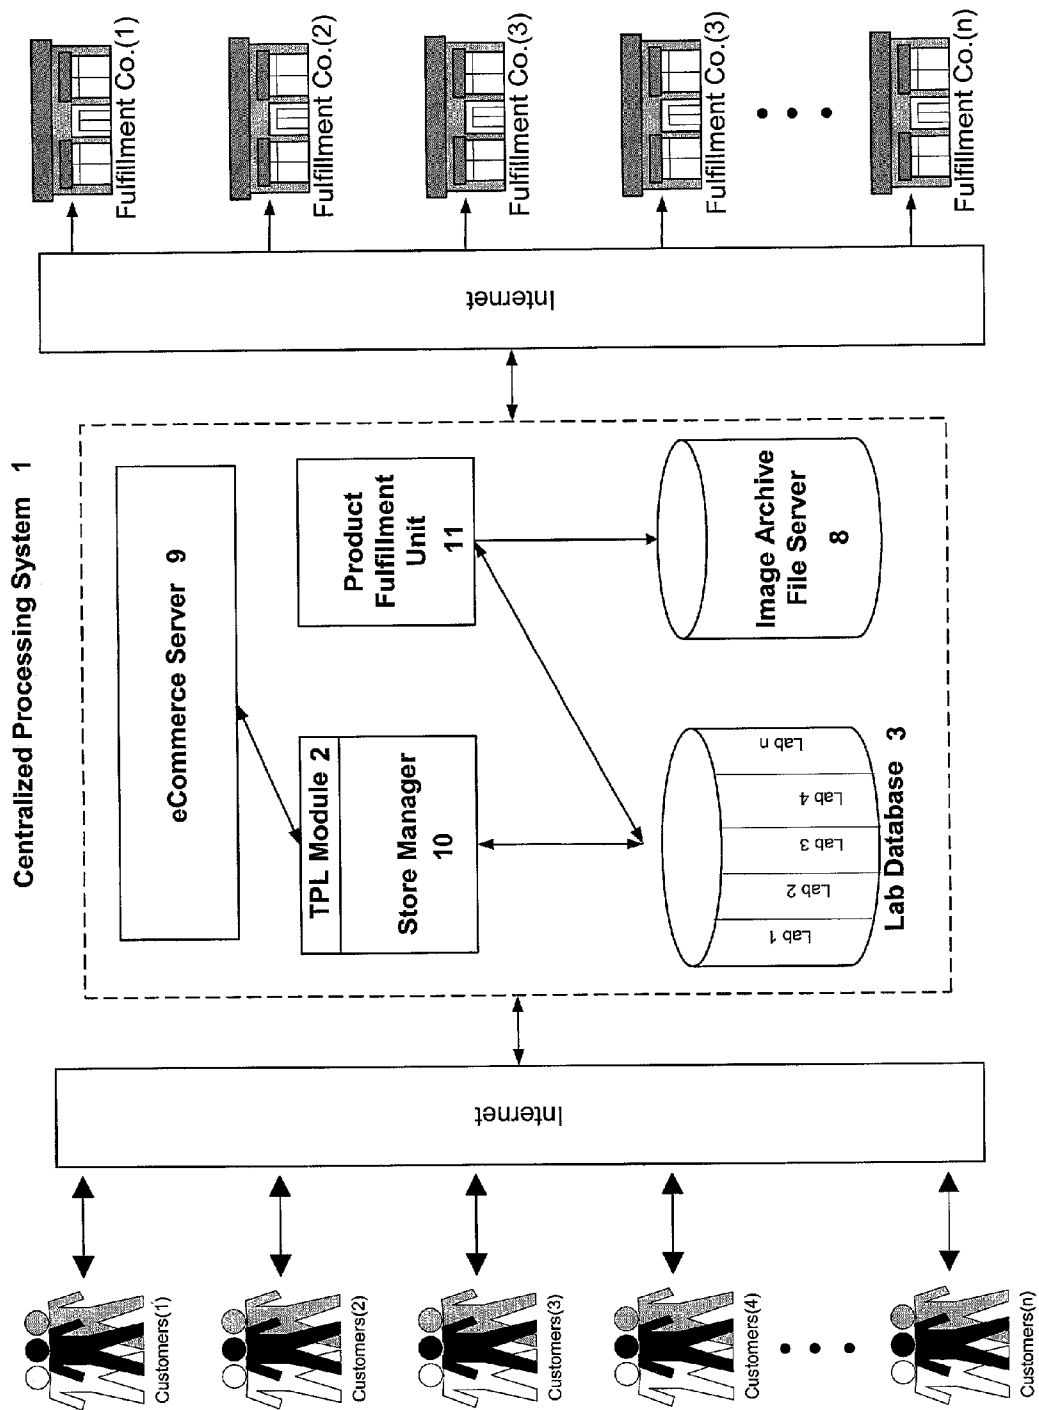 Centralized Processing System 1
Customers(1)
Customers(2)
Customers(3)
Customers(4)
Customers(n)
Internet
eCommerce Server 9
TPL Module 2
Store Manager
10
Product
Fulfillment
Unit
11
Lab 1
Lab 2
Lab 3
Lab 4
Lab n
Lab Database 3
Image Archive
File Server
8
Internet
Fulfillment Co.(1)
Fulfillment Co.(2)
Fulfillment Co.(3)
Fulfillment Co.(3)
Fulfillment Co.(n)